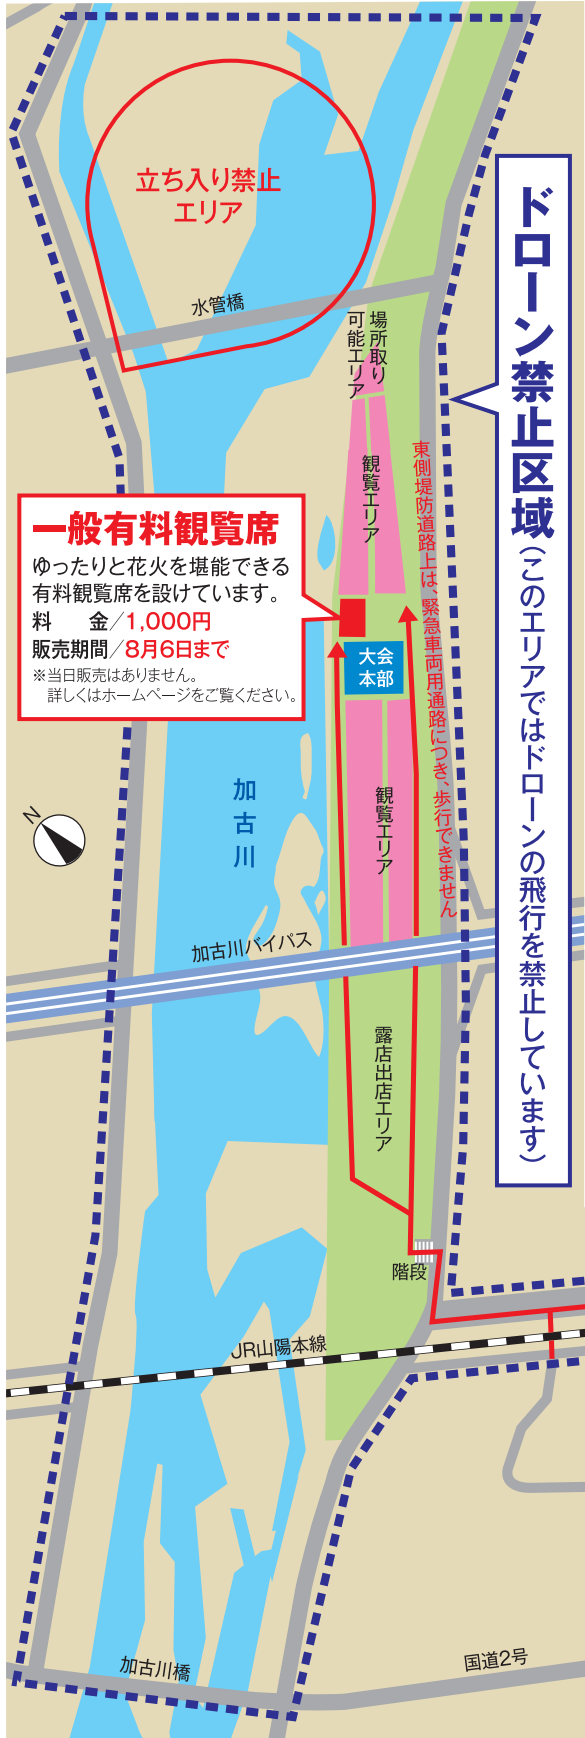 立ち入り禁止
エリア
水管橋
場所取り
可能エリア
ドローン禁止区域(このエリアではドローンの飛行を禁止しています)
観覧エリア
東側堤防道路上は、緊急車両用通路につき、歩行できません
一般有料観覧席
ゆったりと花火を堪能できる
有料観覧席を設けています。
料　金/1,000円
販売期間/8月6日まで
※当日販売はありません。
詳しくはホームページをご覧ください。
大会
本部
加古川
観覧エリア
N
加古川バイパス
露店出店エリア
階段
JR山陽本線
加古川橋
国道2号